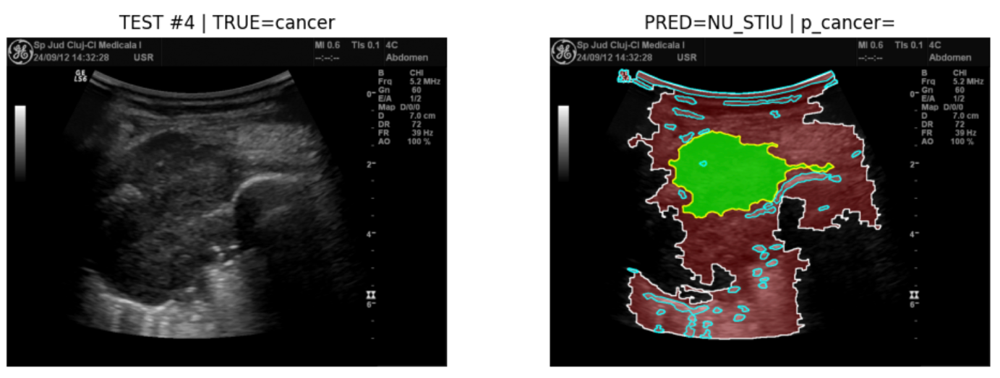 TEST #4 | TRUE=cancer
Sp Jud Cluj-Cl Medicala I
24/09/12 14:32:28 USR
MI 0.6 TIs 0.1 4C
--:--:-- Abdomen
GE
L56
B CHI
Frq 5.2 MHz
Gn 60
E/A 1/2
Map D/0/0
D 7.0 cm
DR 72
FR 39 Hz
AO 100 %
0
2
4
6
PRED=NU_STIU | p_cancer=
Sp Jud Cluj-Cl Medicala I
24/09/12 14:32:28 USR
MI 0.6 TIs 0.1 4C
--:--:-- Abdomen
B CHI
Frq 5.2 MHz
Gn 60
E/A 1/2
Map D/0/0
D 7.0 cm
DR 72
FR 39 Hz
AO 100 %
0
2
4
6